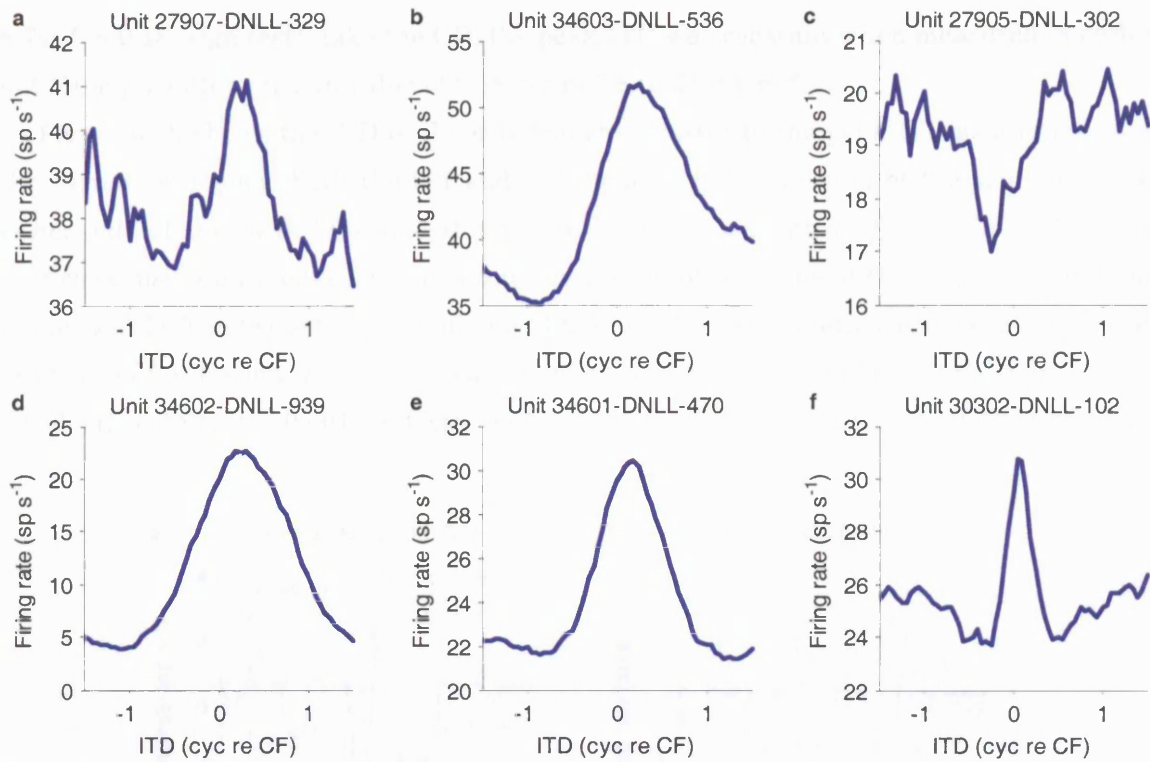 a
Unit 27907-DNLL-329
Firing rate (sp s⁻¹)
42
41
40
39
38
37
36
-1 0 1
ITD (cyc re CF)
b
Unit 34603-DNLL-536
Firing rate (sp s⁻¹)
55
50
45
40
35
-1 0 1
ITD (cyc re CF)
c
Unit 27905-DNLL-302
Firing rate (sp s⁻¹)
21
20
19
18
17
16
-1 0 1
ITD (cyc re CF)
d
Unit 34602-DNLL-939
Firing rate (sp s⁻¹)
25
20
15
10
5
0
-1 0 1
ITD (cyc re CF)
e
Unit 34601-DNLL-470
Firing rate (sp s⁻¹)
32
30
28
26
24
22
20
-1 0 1
ITD (cyc re CF)
f
Unit 30302-DNLL-102
Firing rate (sp s⁻¹)
32
30
28
26
24
22
-1 0 1
ITD (cyc re CF)